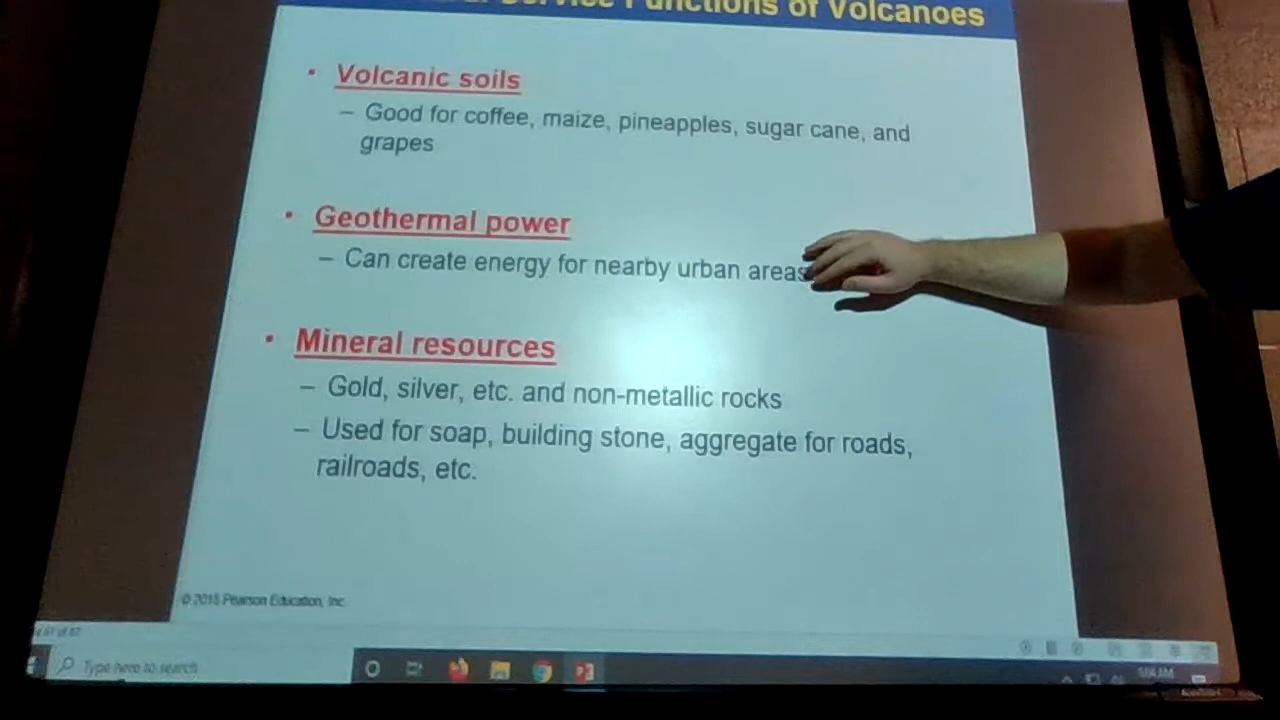 Service Functions of Volcanoes
• Volcanic soils
– Good for coffee, maize, pineapples, sugar cane, and
grapes
• Geothermal power
– Can create energy for nearby urban areas
• Mineral resources
– Gold, silver, etc. and non-metallic rocks
– Used for soap, building stone, aggregate for roads,
railroads, etc.
Pearson Education, Inc.
Type here to search